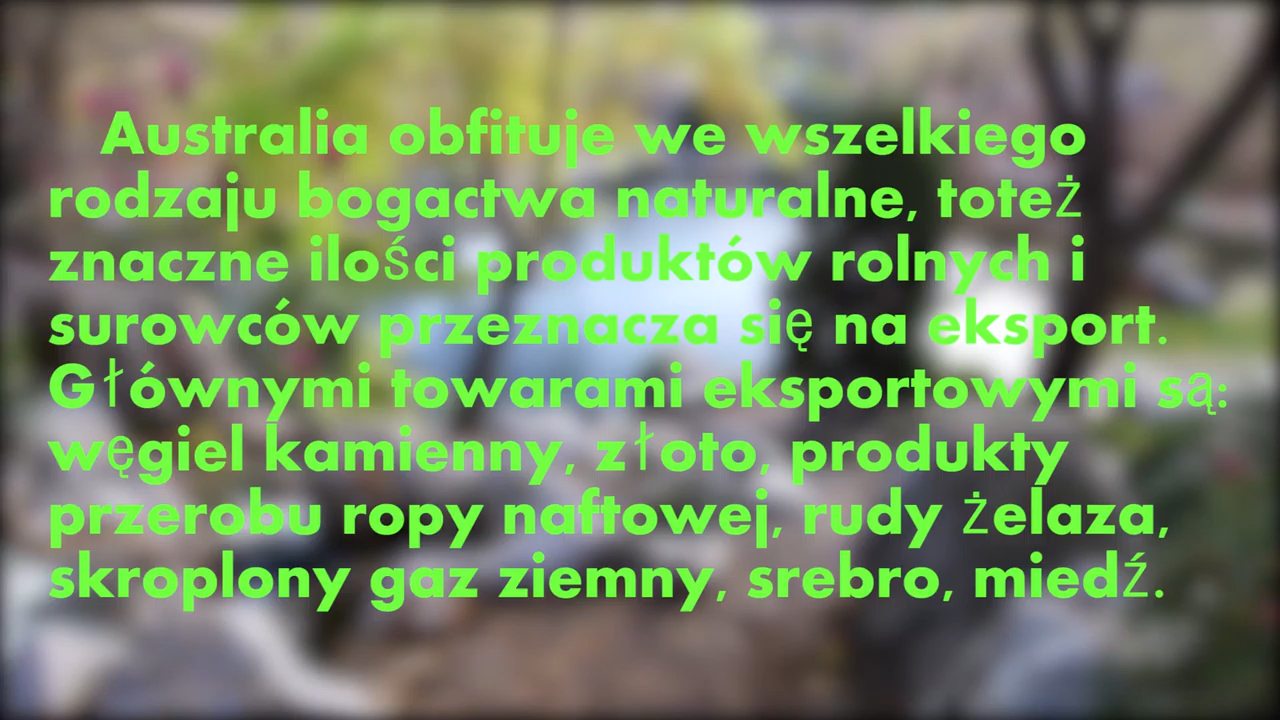 Australia obfituje we wszelkiego
rodzaju bogactwa naturalne, toteż
znaczne ilości produktów rolnych i
surowców przeznacza się na eksport.
Głównymi towarami eksportowymi są:
węgiel kamienny, złoto, produkty
przerobu ropy naftowej, rudy żelaza,
skroplony gaz ziemny, srebro, miedź.